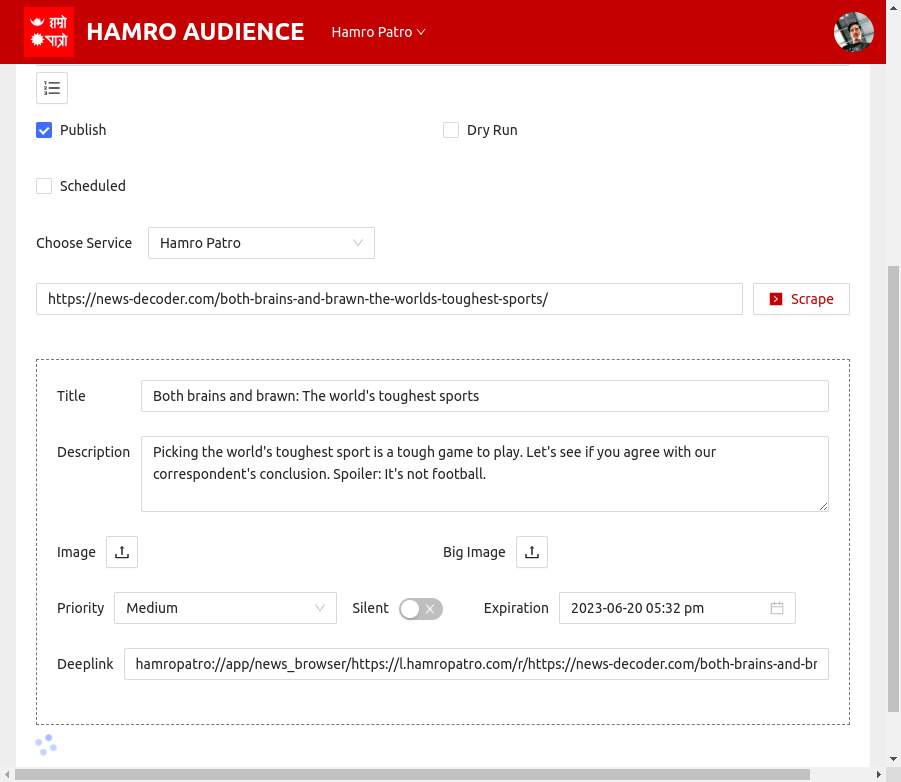 हाम्रो
पात्रो
HAMRO AUDIENCE
Hamro Patro
Publish
Dry Run
Scheduled
Choose Service
Hamro Patro
https://news-decoder.com/both-brains-and-brawn-the-worlds-toughest-sports/
Scrape
Title
Both brains and brawn: The world's toughest sports
Description
Picking the world's toughest sport is a tough game to play. Let's see if you agree with our
correspondent's conclusion. Spoiler: It's not football.
Image
Big Image
Priority
Medium
Silent
Expiration
2023-06-20 05:32 pm
Deeplink
hamropatro://app/news_browser/https://l.hamropatro.com/r/https://news-decoder.com/both-brains-and-br